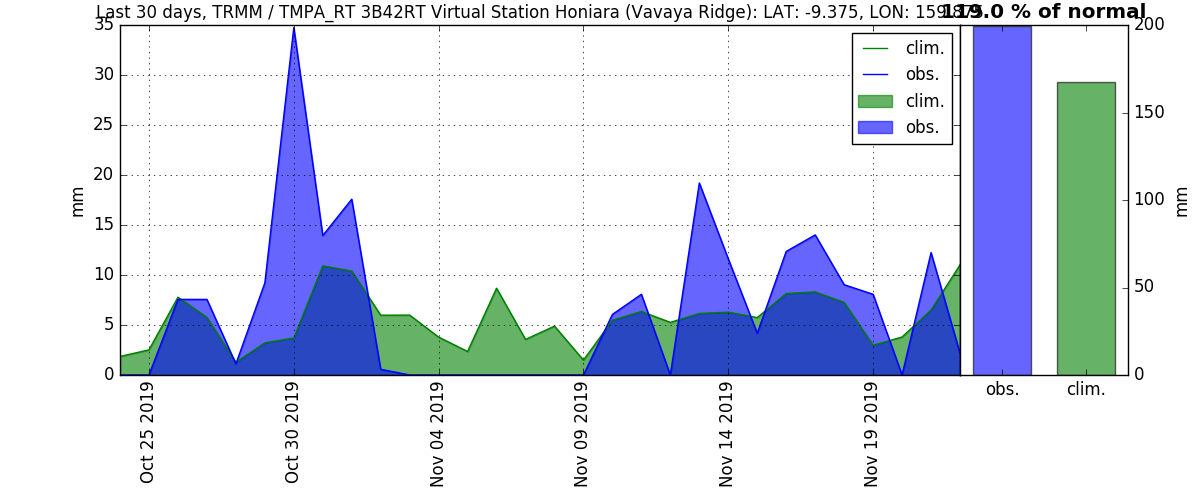 Last 30 days, TRMM / TMPA_RT 3B42RT Virtual Station Honiara (Vavaya Ridge): LAT: -9.375, LON:
119.0 % of normal
35
30
25
20
15
10
5
0
mm
clim.
obs.
clim.
obs.
200
150
100
50
0
mm
obs.
clim.
Oct 25 2019
Oct 30 2019
Nov 04 2019
Nov 09 2019
Nov 14 2019
Nov 19 2019